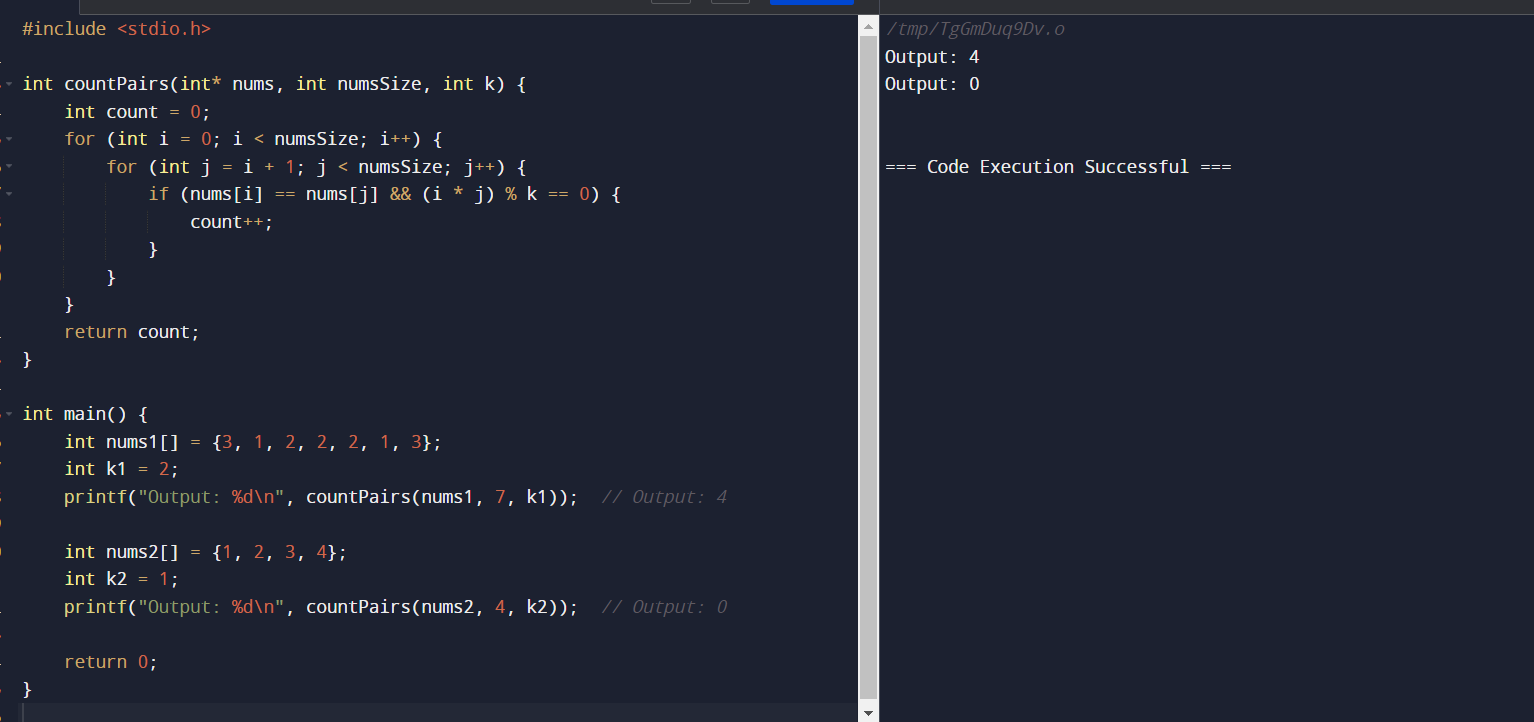 #include <stdio.h>
int countPairs(int* nums, int numsSize, int k) {
    int count = 0;
    for (int i = 0; i < numsSize; i++) {
        for (int j = i + 1; j < numsSize; j++) {
            if (nums[i] == nums[j] && (i * j) % k == 0) {
                count++;
            }
        }
    }
    return count;
}
int main() {
    int nums1[] = {3, 1, 2, 2, 2, 1, 3};
    int k1 = 2;
    printf("Output: %d\n", countPairs(nums1, 7, k1));  // Output: 4
    int nums2[] = {1, 2, 3, 4};
    int k2 = 1;
    printf("Output: %d\n", countPairs(nums2, 4, k2));  // Output: 0
    return 0;
}
/tmp/TgGmDuq9Dv.o
Output: 4
Output: 0
=== Code Execution Successful ===